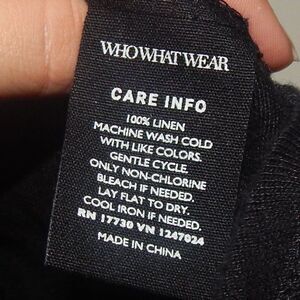 WHO WHAT WEAR
CARE INFO
100% LINEN
MACHINE WASH COLD
WITH LIKE COLORS.
GENTLE CYCLE.
ONLY NON-CHLORINE
BLEACH IF NEEDED.
LAY FLAT TO DRY.
COOL IRON IF NEEDED.
RN 17730 VN 1247024
MADE IN CHINA